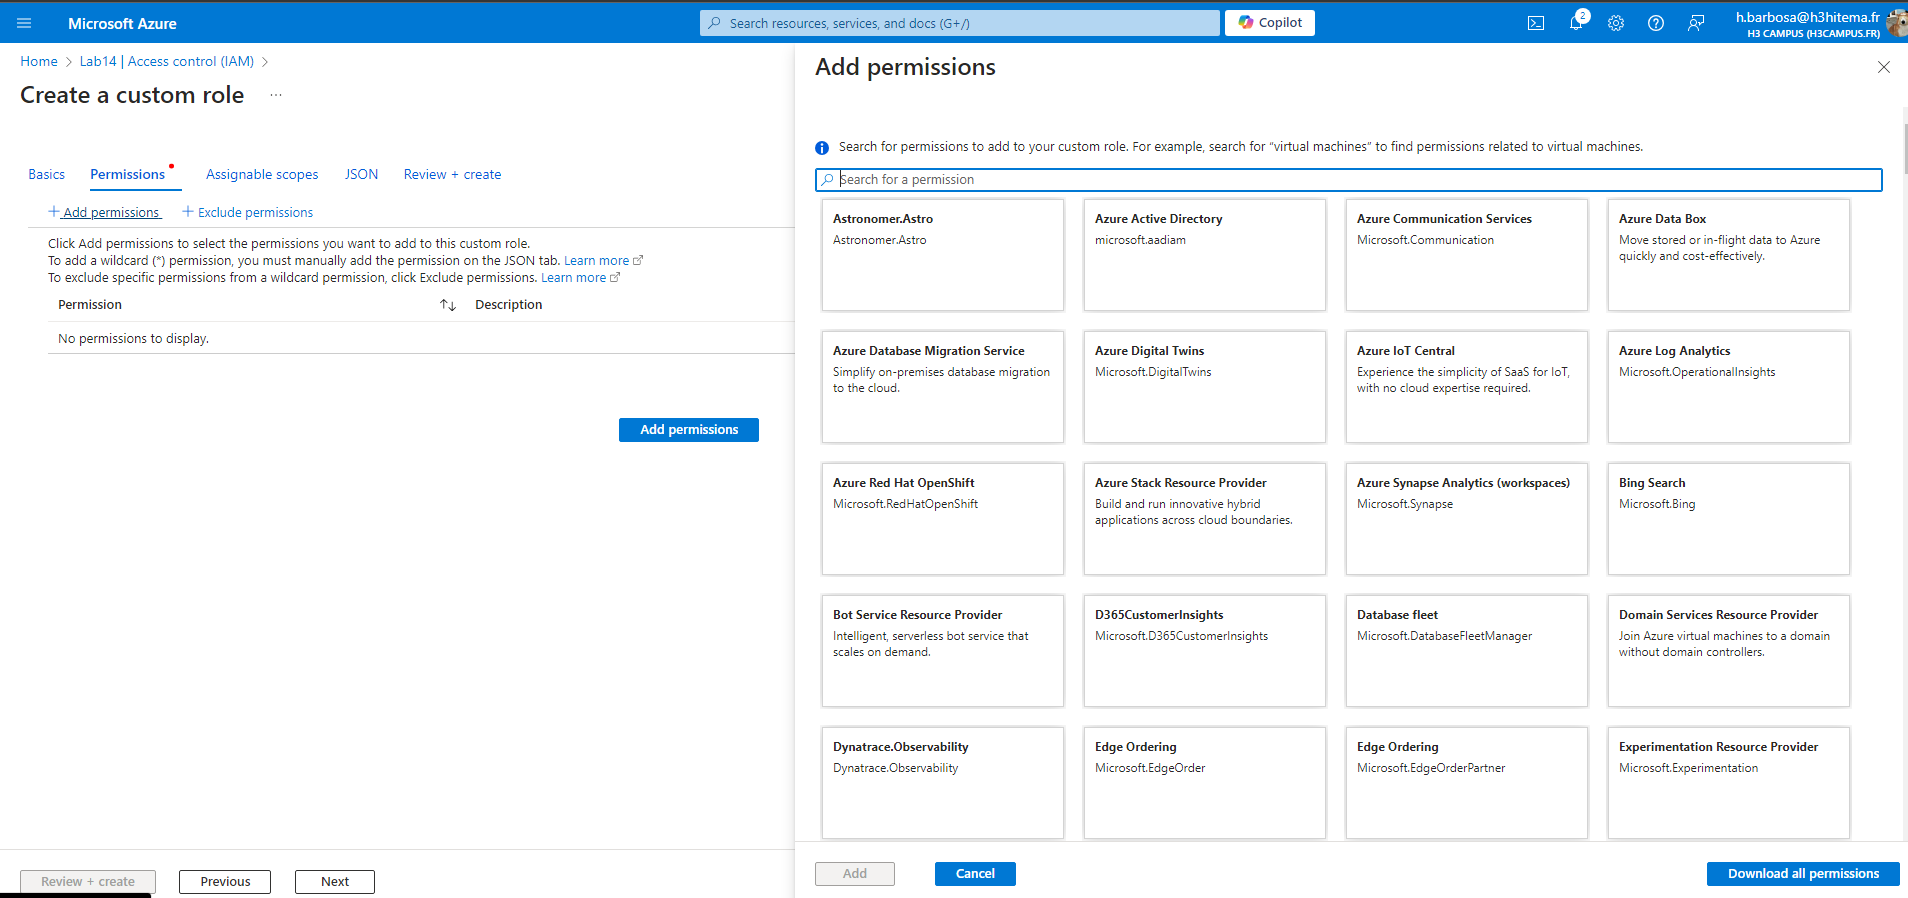 Microsoft Azure
Search resources, services, and docs (G+/)
Copilot
2
h.barbosa@h3hitema.fr
H3 CAMPUS (H3CAMPUS.FR)
Home > Lab14 | Access control (IAM) >
Create a custom role ...
Basics
Permissions
Assignable scopes
JSON
Review + create
+ Add permissions
+ Exclude permissions
Click Add permissions to select the permissions you want to add to this custom role.
To add a wildcard (*) permission, you must manually add the permission on the JSON tab. Learn more
To exclude specific permissions from a wildcard permission, click Exclude permissions. Learn more
Permission ↑↓ Description
No permissions to display.
Add permissions
Review + create
Previous
Next
Add permissions
Search for permissions to add to your custom role. For example, search for "virtual machines" to find permissions related to virtual machines.
Search for a permission
Astronomer.Astro
Astronomer.Astro
Azure Active Directory
microsoft.aadiam
Azure Communication Services
Microsoft.Communication
Azure Data Box
Move stored or in-flight data to Azure
quickly and cost-effectively.
Azure Database Migration Service
Simplify on-premises database migration
to the cloud.
Azure Digital Twins
Microsoft.DigitalTwins
Azure IoT Central
Experience the simplicity of SaaS for IoT,
with no cloud expertise required.
Azure Log Analytics
Microsoft.OperationalInsights
Azure Red Hat OpenShift
Microsoft.RedHatOpenShift
Azure Stack Resource Provider
Build and run innovative hybrid
applications across cloud boundaries.
Azure Synapse Analytics (workspaces)
Microsoft.Synapse
Bing Search
Microsoft.Bing
Bot Service Resource Provider
Intelligent, serverless bot service that
scales on demand.
D365CustomerInsights
Microsoft.D365CustomerInsights
Database fleet
Microsoft.DatabaseFleetManager
Domain Services Resource Provider
Join Azure virtual machines to a domain
without domain controllers.
Dynatrace.Observability
Dynatrace.Observability
Edge Ordering
Microsoft.EdgeOrder
Edge Ordering
Microsoft.EdgeOrderPartner
Experimentation Resource Provider
Microsoft.Experimentation
Add
Cancel
Download all permissions